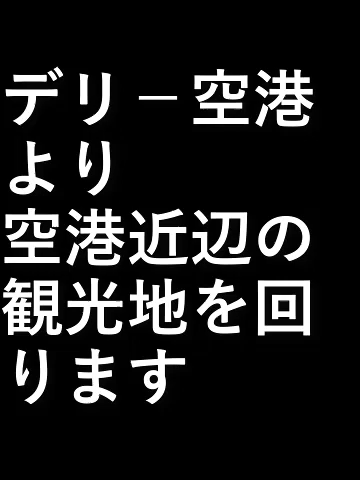 デリー空港
より
空港近辺の
観光地を回
ります